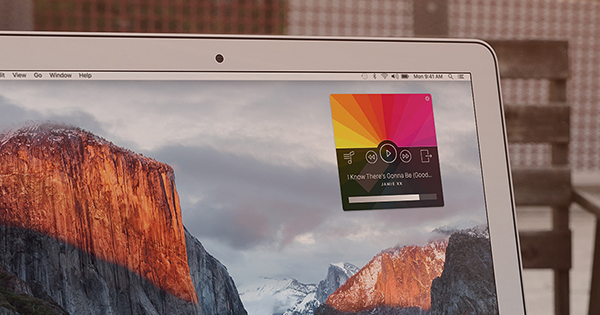 View Go Window Help
Mon 9:41 AM
I Know There's Gonna Be (Good...
JAMIE XX